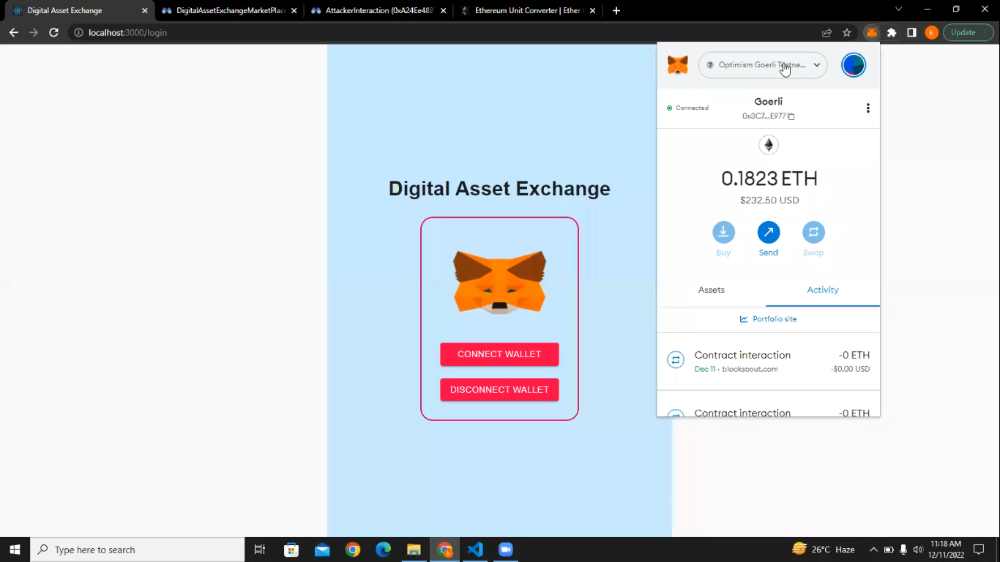 Digital Asset Exchange
DigitalAssetExchangeMarketPlac
AttackerInteraction (0xA24Ee48B
Ethereum Unit Converter | Ether
localhost:3000/login
k
Update
Optimism Goerli Testne...
Connected
Goerli
0x3C7...E977
0.1823 ETH
$232.50 USD
Buy
Send
Swap
Assets
Activity
Portfolio site
Contract interaction
-0 ETH
Dec 11 · blockscout.com
-$0.00 USD
Contract interaction
-0 ETH
Digital Asset Exchange
CONNECT WALLET
DISCONNECT WALLET
Type here to search
26°C Haze
11:18 AM
12/11/2022